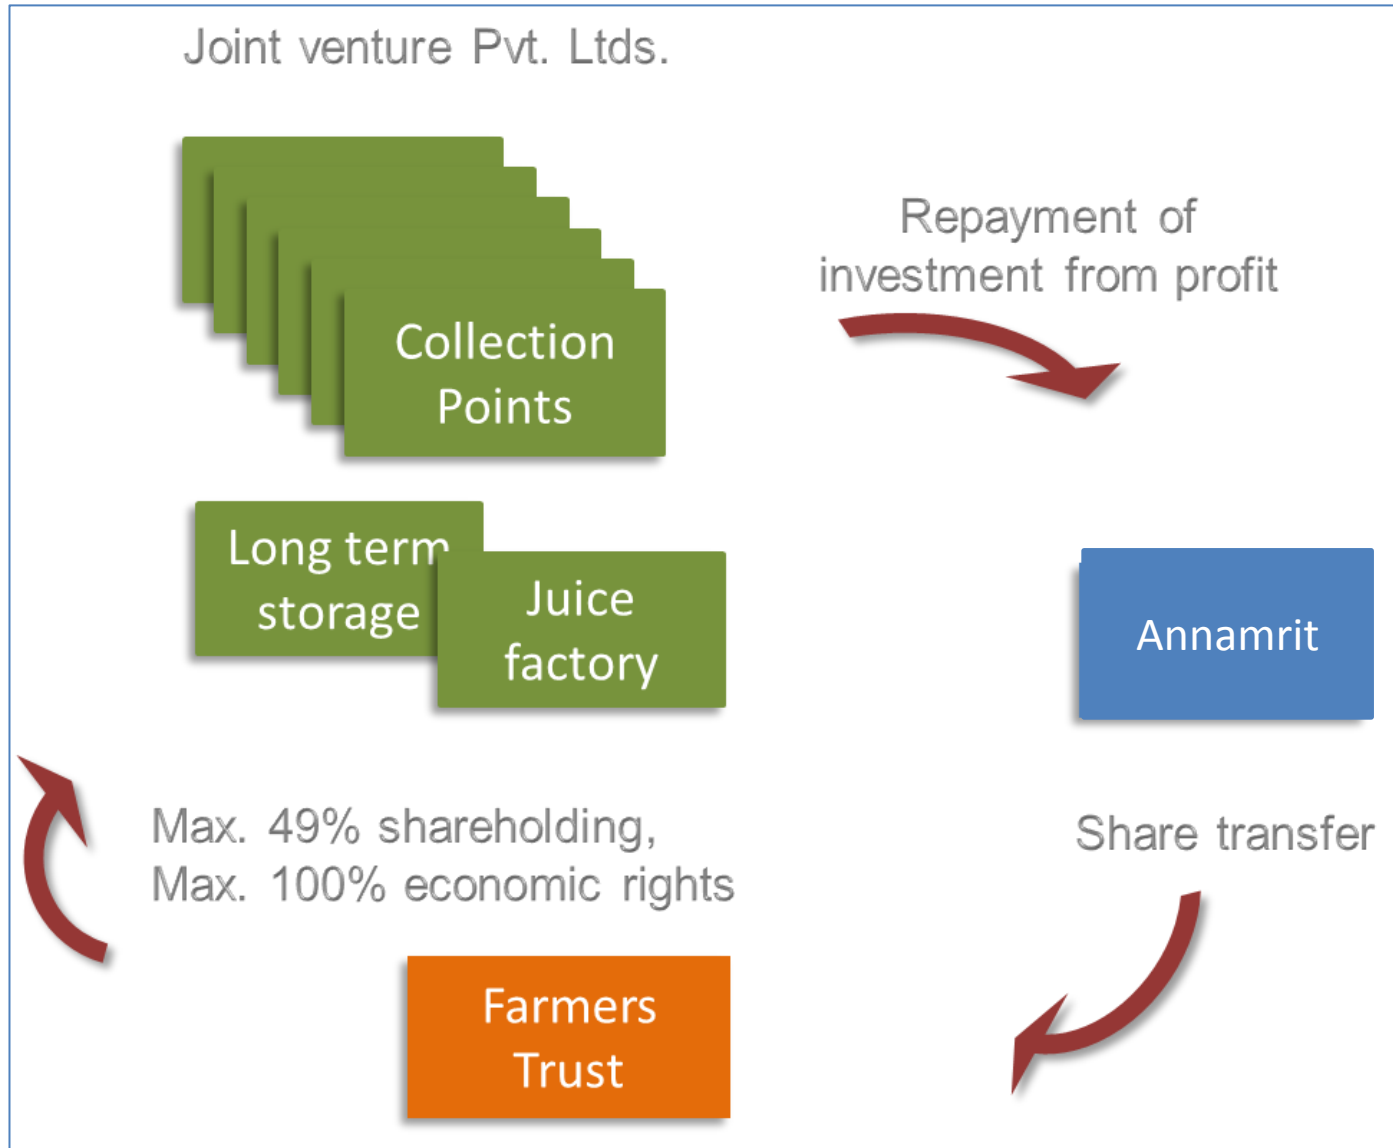 Joint venture Pvt. Ltds.
Repayment of
investment from profit
Collection
Points
Long term
storage
Juice
factory
Annamrit
Max. 49% shareholding,
Max. 100% economic rights
Share transfer
Farmers
Trust